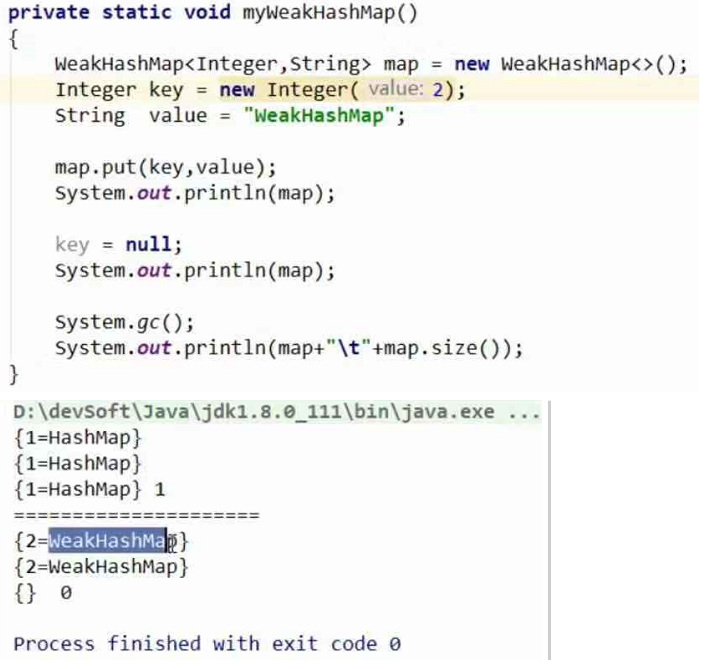 private static void myWeakHashMap()
{
WeakHashMap<Integer,String> map = new WeakHashMap<>();
Integer key = new Integer( value: 2);
String value = "WeakHashMap";
map.put(key,value);
System.out.println(map);
key = null;
System.out.println(map);
System.gc();
System.out.println(map+"\t"+map.size());
}
D:\devSoft\Java\jdk1.8.0_111\bin\java.exe ...
{1=HashMap}
{1=HashMap}
{1=HashMap} 1
=====================
{2=WeakHashMap}
{2=WeakHashMap}
{} 0
Process finished with exit code 0